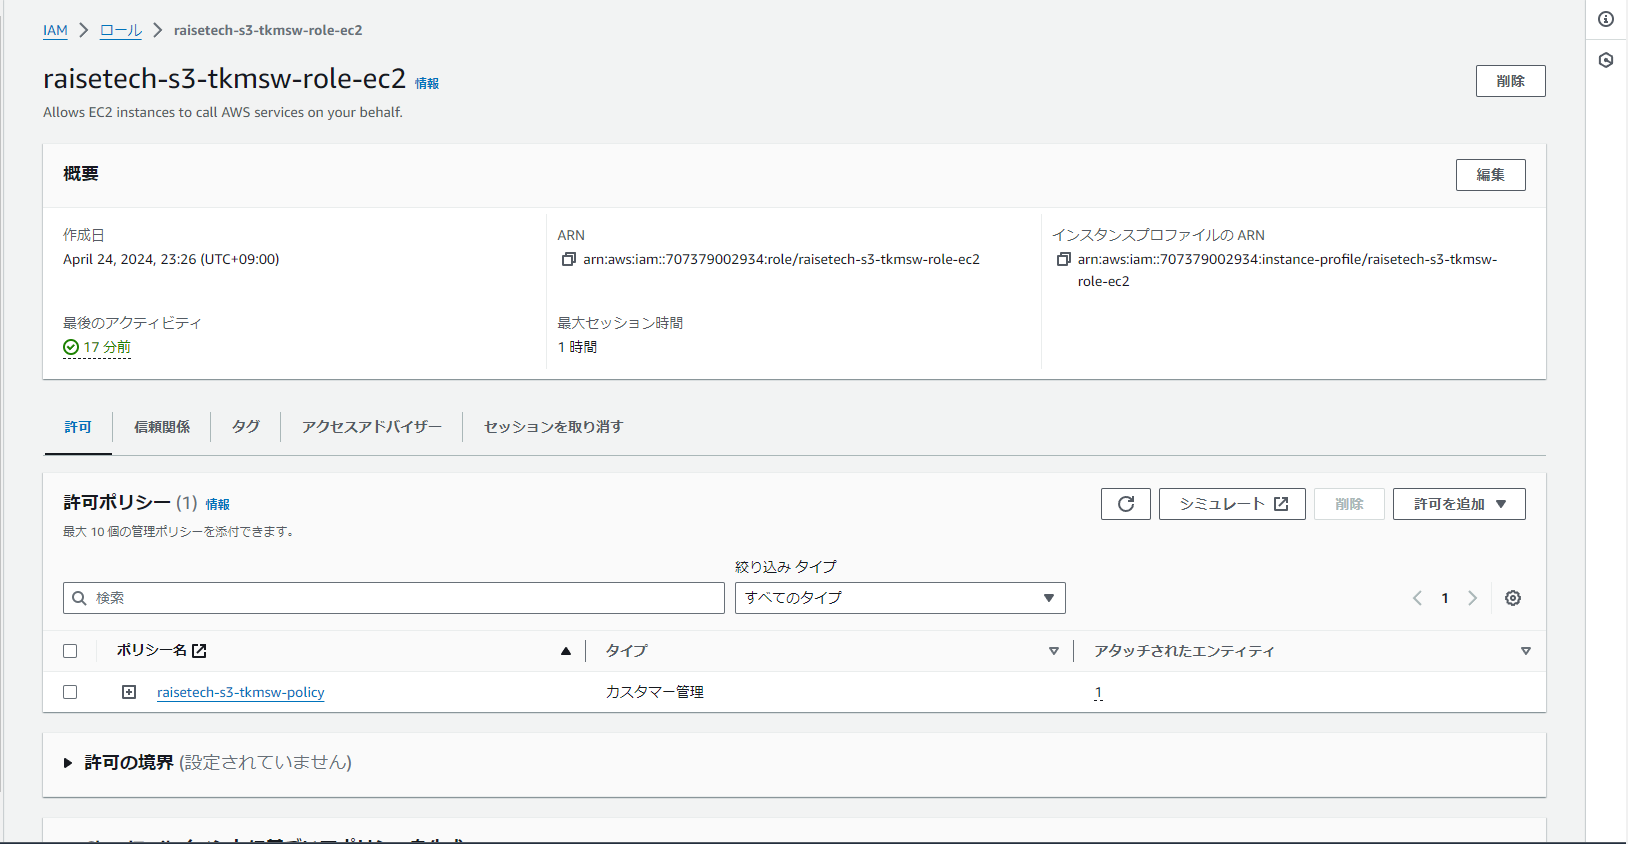 IAM > ロール > raisetech-s3-tkmsw-role-ec2
raisetech-s3-tkmsw-role-ec2 情報
削除
Allows EC2 instances to call AWS services on your behalf.
概要
編集
作成日
April 24, 2024, 23:26 (UTC+09:00)
ARN
arn:aws:iam::707379002934:role/raisetech-s3-tkmsw-role-ec2
インスタンスプロファイルの ARN
arn:aws:iam::707379002934:instance-profile/raisetech-s3-tkmsw-
role-ec2
最後のアクティビティ
17 分前
最大セッション時間
1 時間
許可 信頼関係 タグ アクセスアドバイザー セッションを取り消す
許可ポリシー (1) 情報
シミュレート 削除 許可を追加
最大 10 個の管理ポリシーを添付できます。
絞り込み タイプ
検索
すべてのタイプ
1
ポリシー名 タイプ アタッチされたエンティティ
raisetech-s3-tkmsw-policy カスタマー管理 1
許可の境界 (設定されていません)